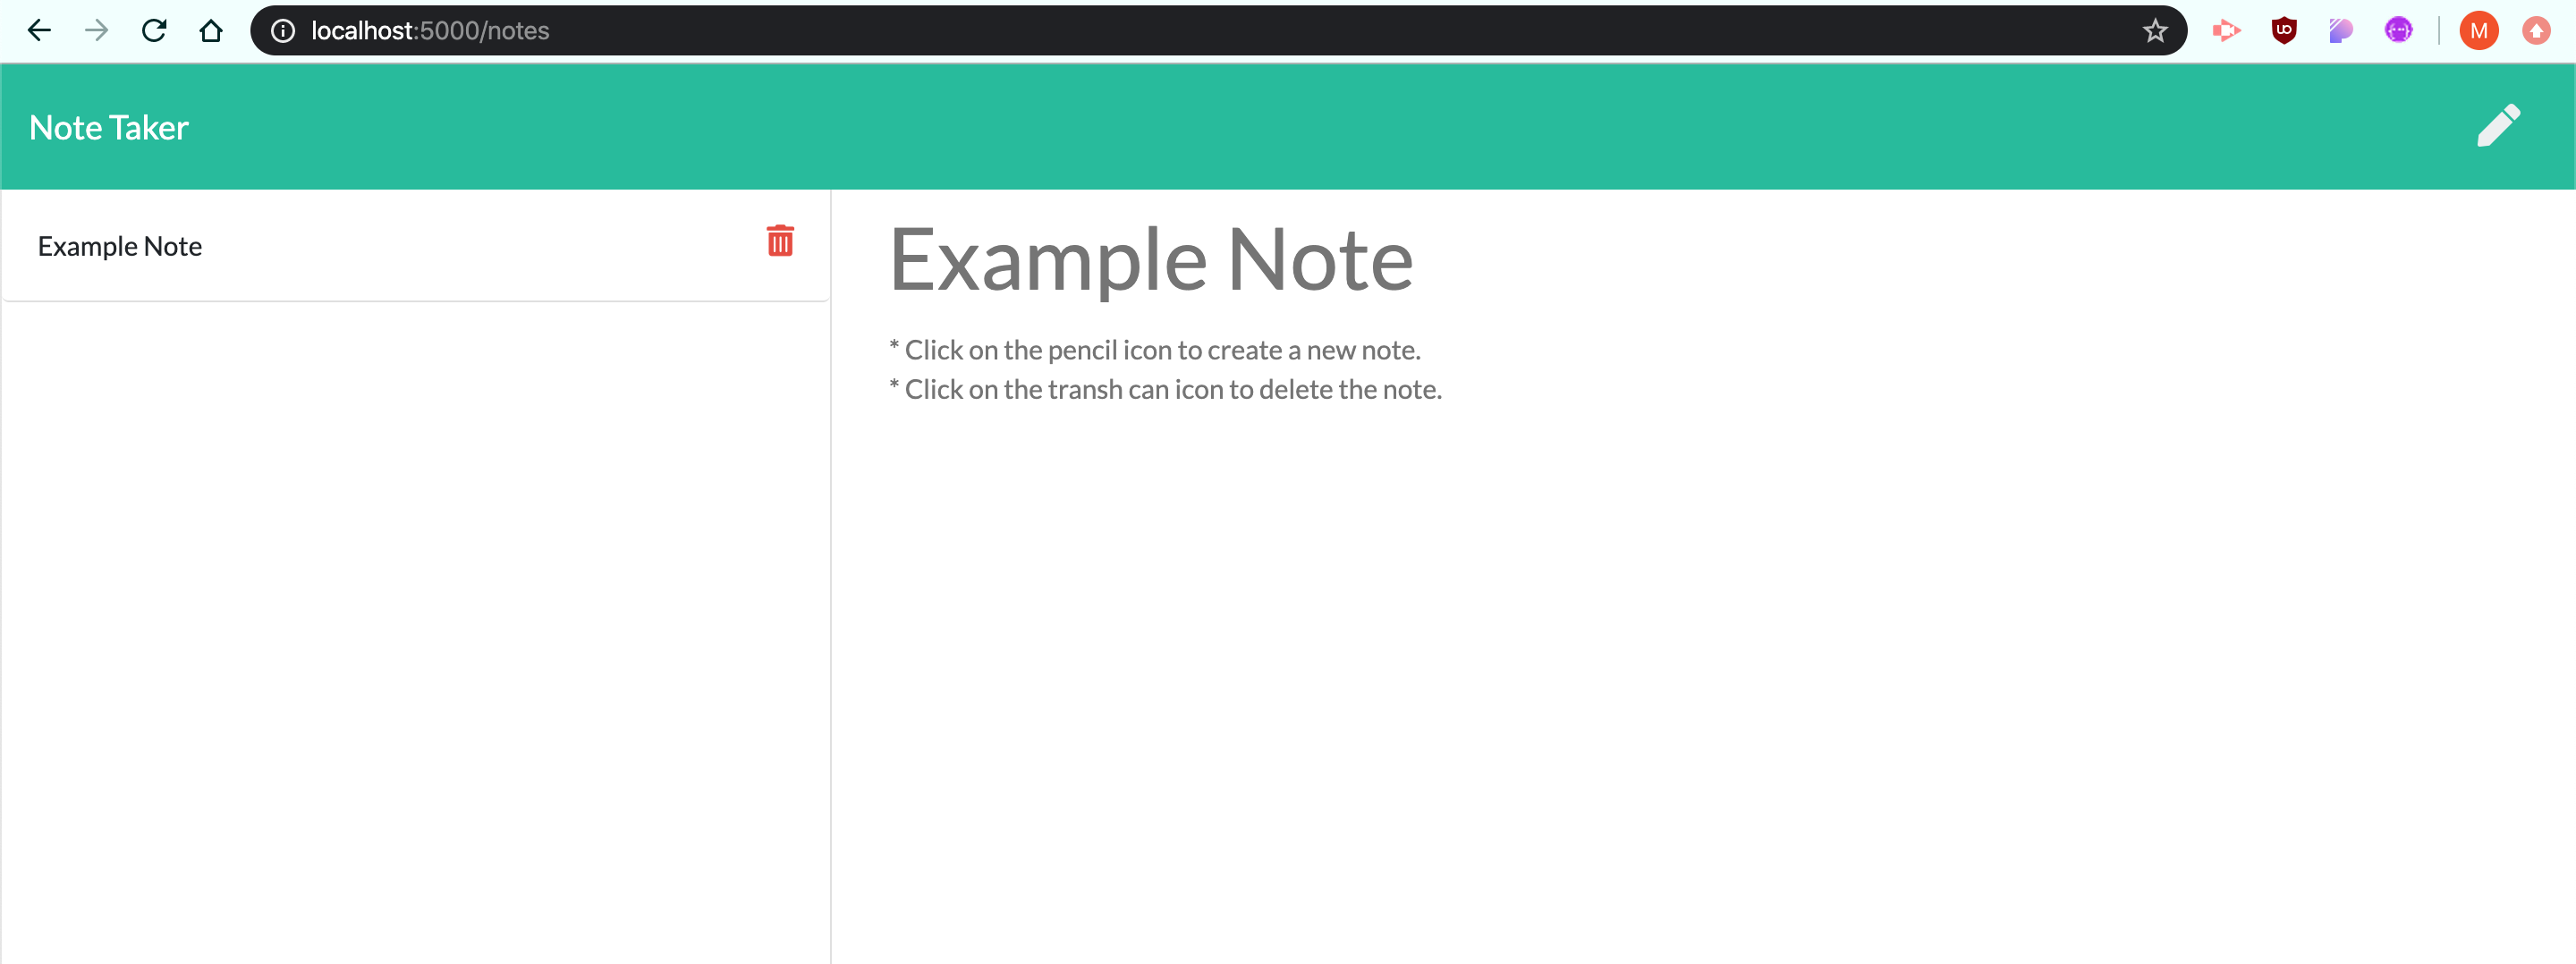 localhost:5000/notes
M
Note Taker
Example Note
Example Note
* Click on the pencil icon to create a new note.
* Click on the transh can icon to delete the note.